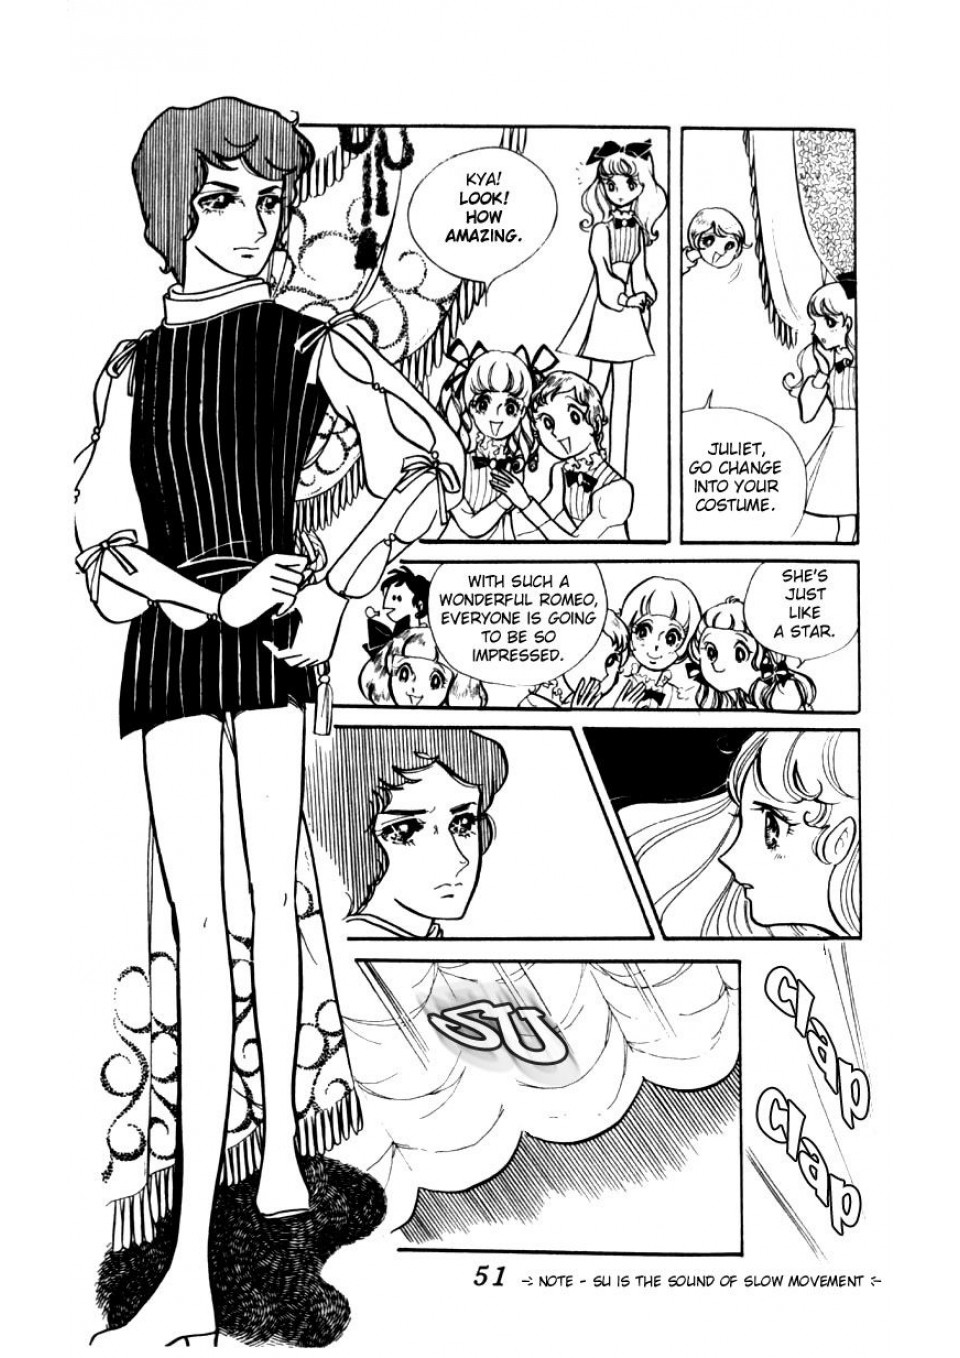 KYA!
LOOK!
HOW
AMAZING.
JULIET,
GO CHANGE
INTO YOUR
COSTUME.
WITH SUCH A
WONDERFUL ROMEO,
EVERYONE IS GOING
TO BE SO
IMPRESSED.
SHE'S
JUST
LIKE
A STAR.
SU
Clap
Clap
51 -: NOTE - SU IS THE SOUND OF SLOW MOVEMENT :-